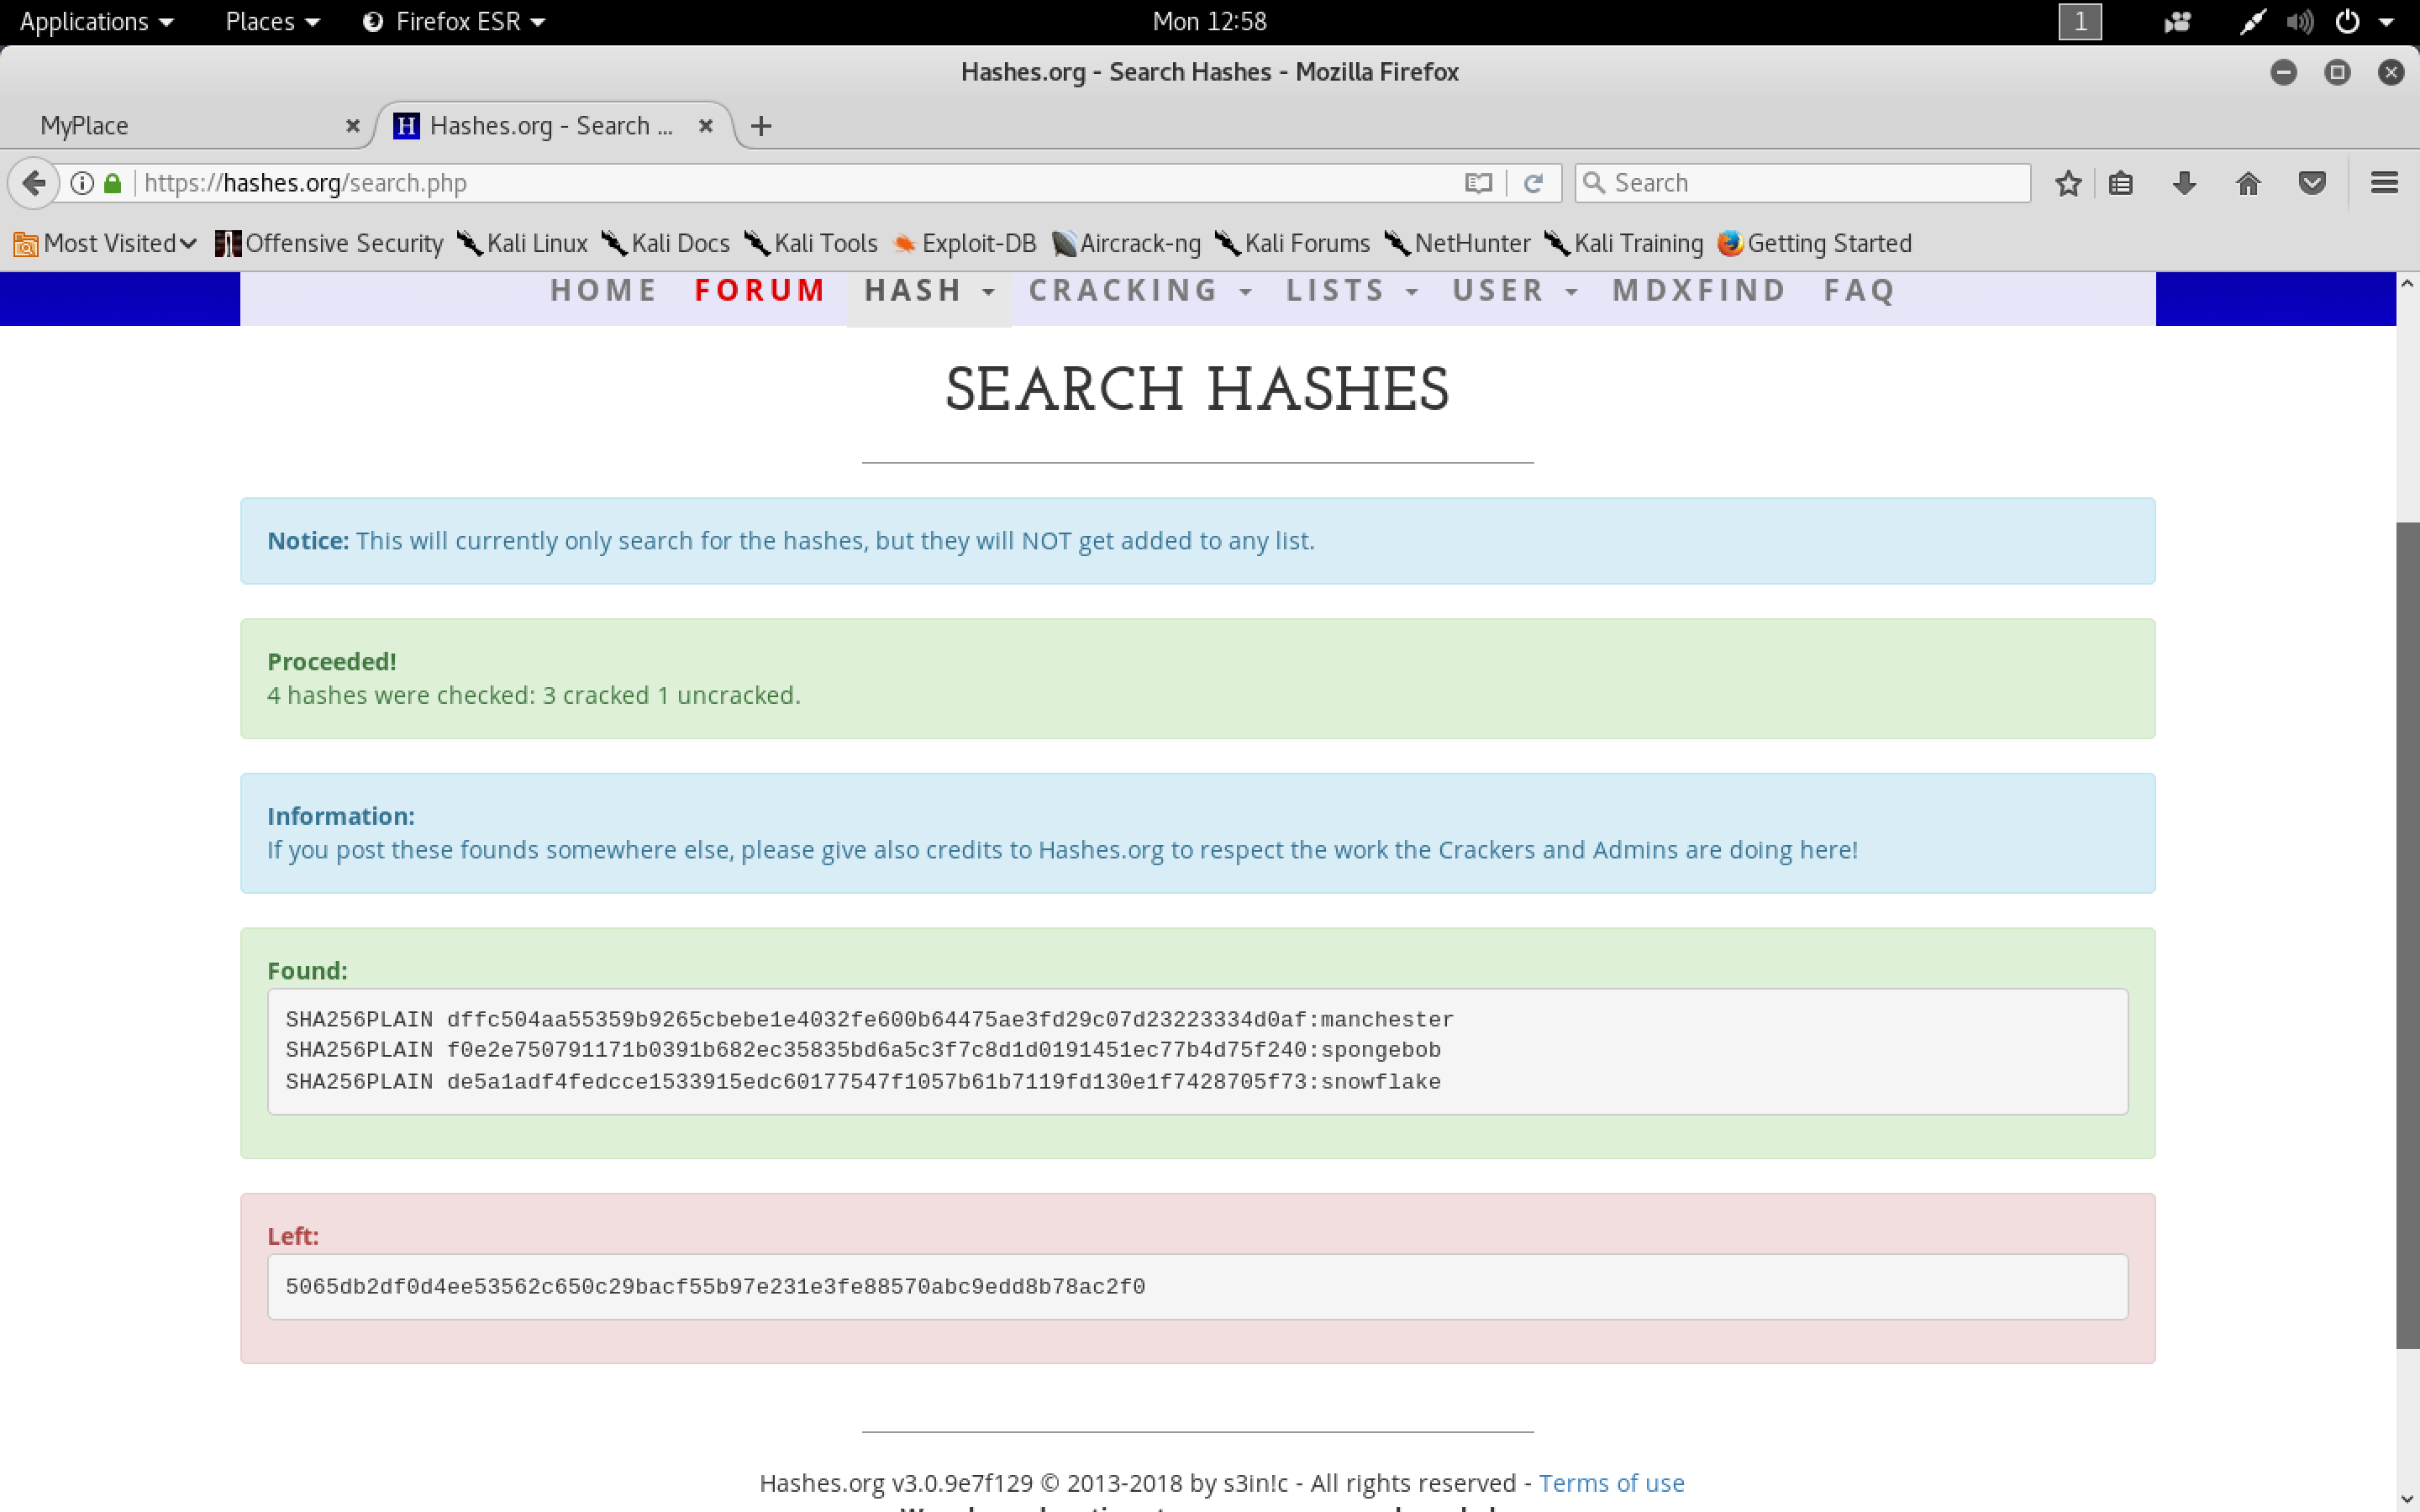 Applications Places Firefox ESR Mon 12:58 1
Hashes.org - Search Hashes - Mozilla Firefox
MyPlace Hashes.org - Search ...
https://hashes.org/search.php Search
Most Visited Offensive Security Kali Linux Kali Docs Kali Tools Exploit-DB Aircrack-ng Kali Forums NetHunter Kali Training Getting Started
HOME FORUM HASH CRACKING LISTS USER MDXFIND FAQ
SEARCH HASHES
Notice: This will currently only search for the hashes, but they will NOT get added to any list.
Proceeded!
4 hashes were checked: 3 cracked 1 uncracked.
Information:
If you post these founds somewhere else, please give also credits to Hashes.org to respect the work the Crackers and Admins are doing here!
Found:
SHA256PLAIN dffc504aa55359b9265cbebe1e4032fe600b64475ae3fd29c07d23223334d0af:manchester
SHA256PLAIN f0e2e750791171b0391b682ec35835bd6a5c3f7c8d1d0191451ec77b4d75f240:spongebob
SHA256PLAIN de5a1adf4fedcce1533915edc60177547f1057b61b7119fd130e1f7428705f73:snowflake
Left:
5065db2df0d4ee53562c650c29bacf55b97e231e3fe88570abc9edd8b78ac2f0
Hashes.org v3.0.9e7f129 © 2013-2018 by s3in!c - All rights reserved - Terms of use